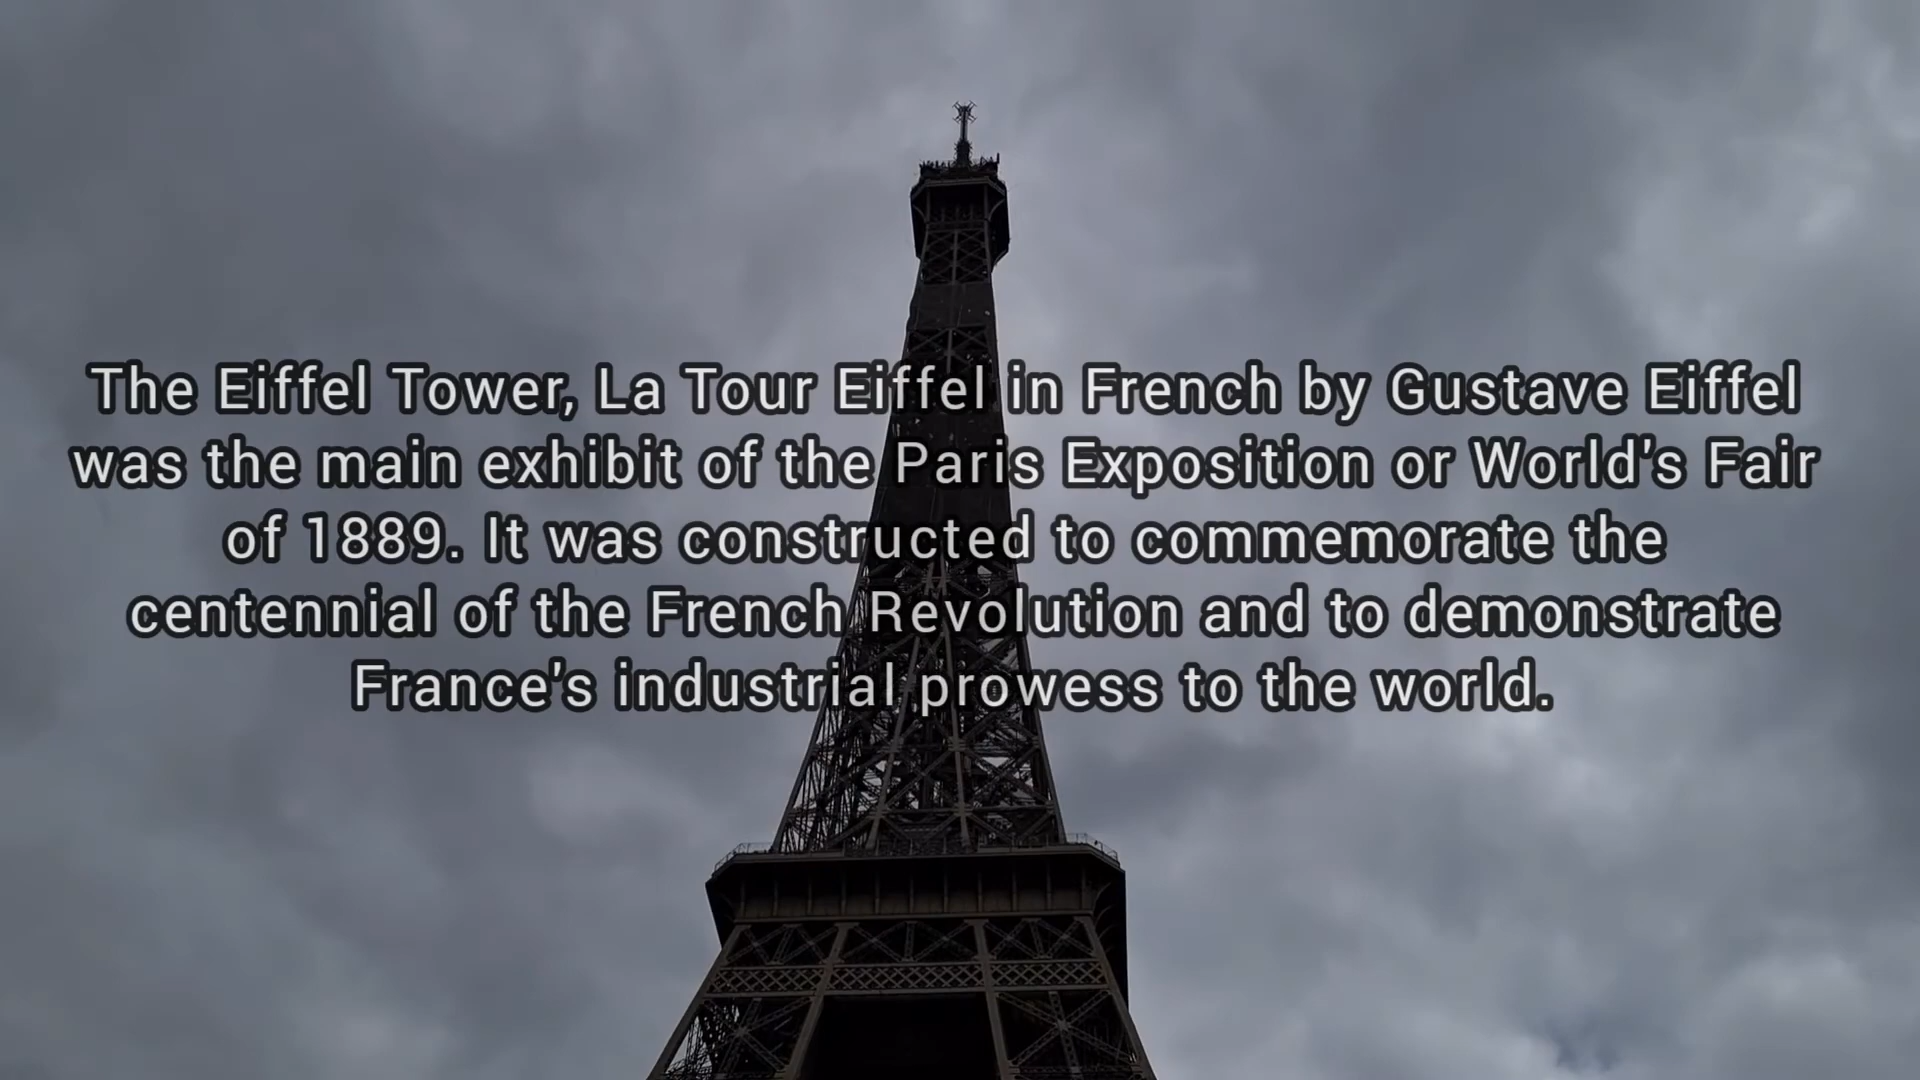 The Eiffel Tower, La Tour Eiffel in French by Gustave Eiffel
was the main exhibit of the Paris Exposition or World's Fair
of 1889. It was constructed to commemorate the
centennial of the French Revolution and to demonstrate
France's industrial prowess to the world.